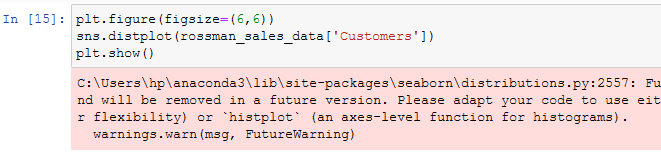 In [15]: plt.figure(figsize=(6,6))
sns.distplot(rossman_sales_data['Customers'])
plt.show()
C:\Users\hp\anaconda3\lib\site-packages\seaborn\distributions.py:2557: Fu
nd will be removed in a future version. Please adapt your code to use eit
r flexibility) or `histplot` (an axes-level function for histograms).
warnings.warn(msg, FutureWarning)